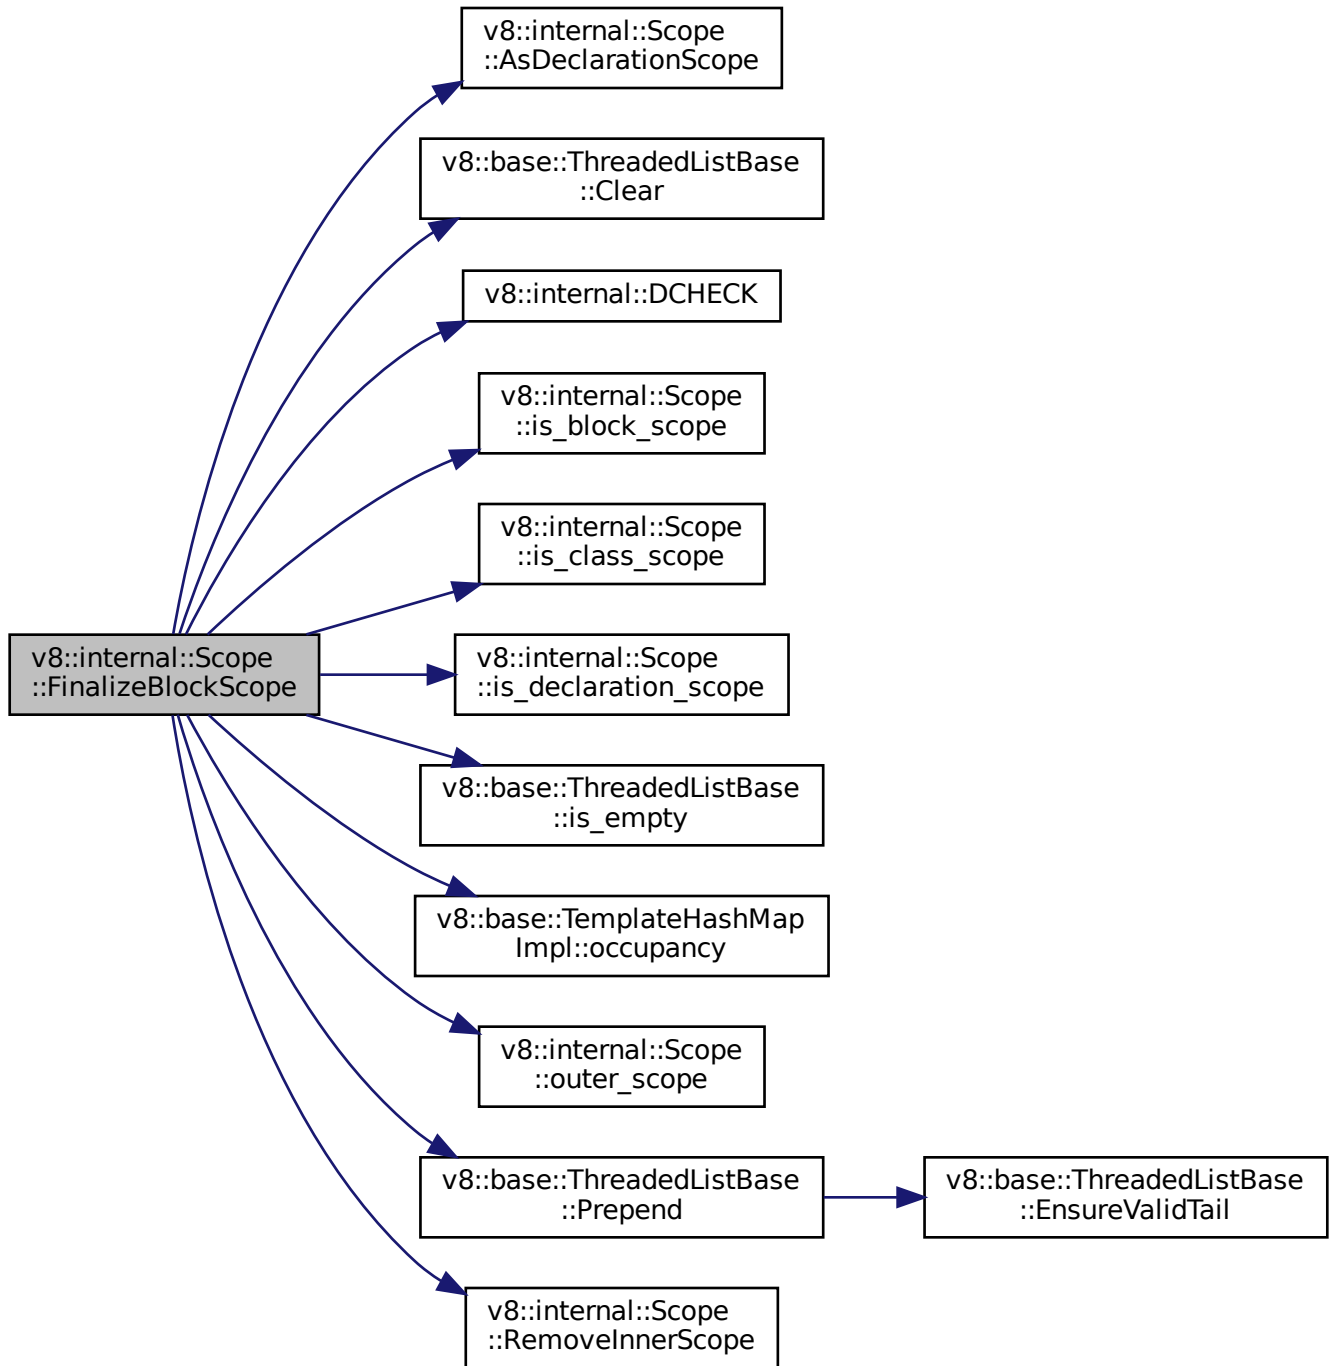 v8::internal::Scope
::AsDeclarationScope
v8::base::ThreadedListBase
::Clear
v8::internal::DCHECK
v8::internal::Scope
::is_block_scope
v8::internal::Scope
::is_class_scope
v8::internal::Scope
::FinalizeBlockScope
v8::internal::Scope
::is_declaration_scope
v8::base::ThreadedListBase
::is_empty
v8::base::TemplateHashMap
Impl::occupancy
v8::internal::Scope
::outer_scope
v8::base::ThreadedListBase
::Prepend
v8::base::ThreadedListBase
::EnsureValidTail
v8::internal::Scope
::RemoveInnerScope